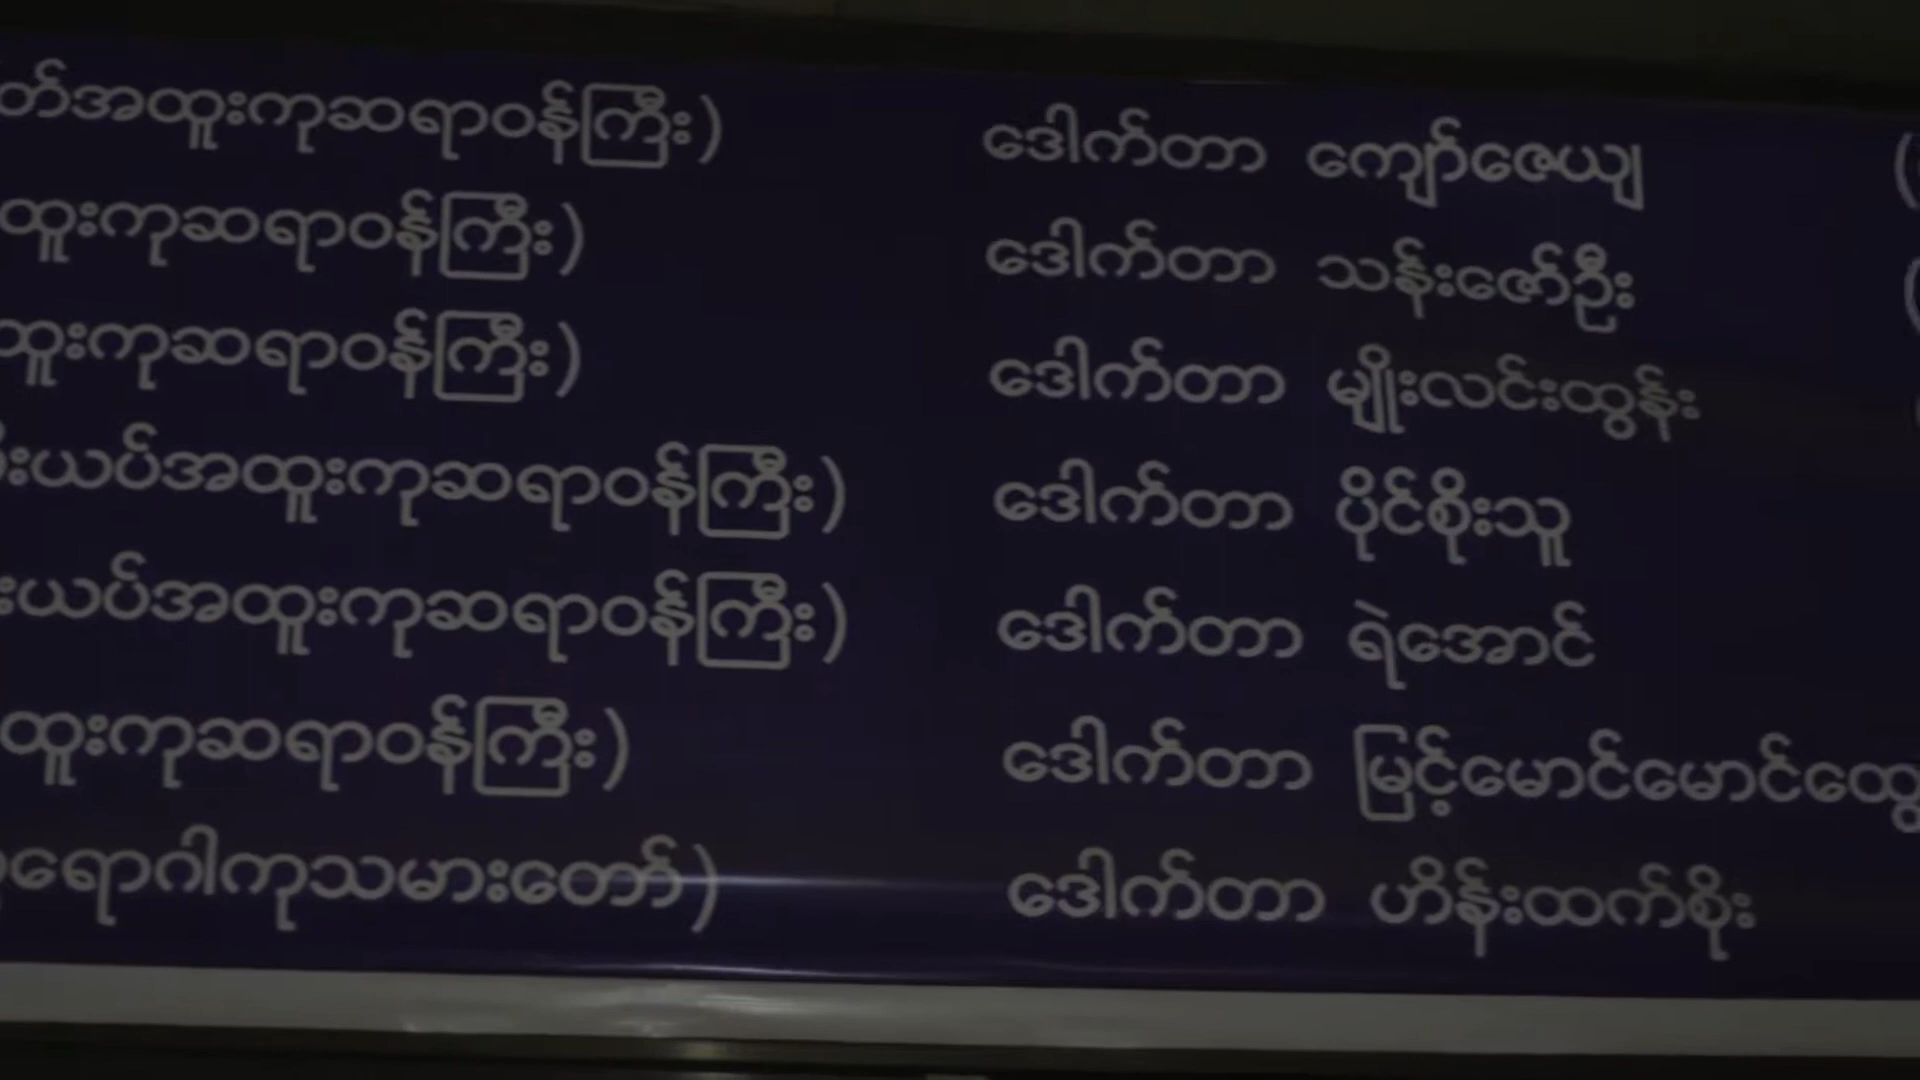 တ်အထူးကုဆရာဝန်ကြီး) ဒေါက်တာ ကျော်ဇေယျ (
ထူးကုဆရာဝန်ကြီး) ဒေါက်တာ သန်းဇော်ဦး (
ထူးကုဆရာဝန်ကြီး) ဒေါက်တာ မျိုးလင်းထွန်း
းယပ်အထူးကုဆရာဝန်ကြီး) ဒေါက်တာ ပိုင်စိုးသူ
းယပ်အထူးကုဆရာဝန်ကြီး) ဒေါက်တာ ရဲအောင်
ထူးကုဆရာဝန်ကြီး) ဒေါက်တာ မြင့်မောင်မောင်ထွေ
ရောဂါကုသမားတော်) ဒေါက်တာ ဟိန်းထက်စိုး